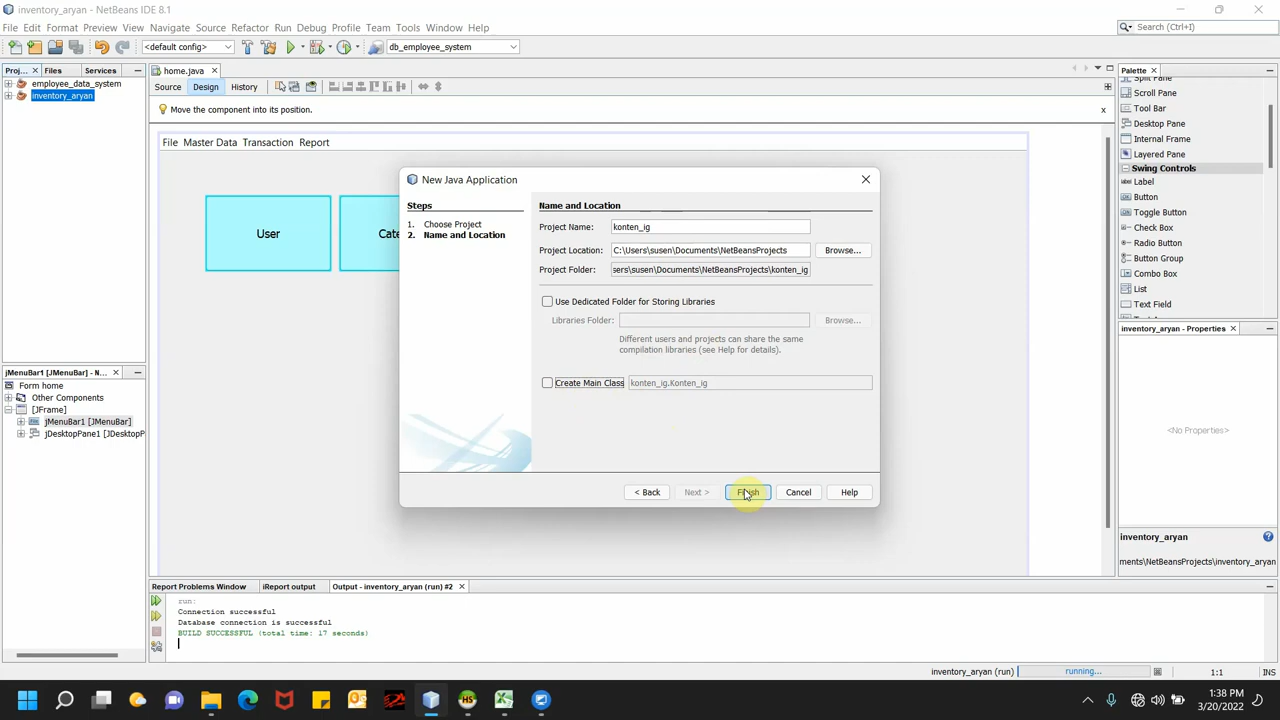 inventory_aryan - NetBeans IDE 8.1
File Edit Format Preview View Navigate Source Refactor Run Debug Profile Team Tools Window Help
Search (Ctrl+I)
<default config>
db_employee_system
Proj... Files Services
employee_data_system
inventory_aryan
home.java
Source Design History
Move the component into its position.
x
File Master Data Transaction Report
User
Cate
New Java Application
Steps
1. Choose Project
2. Name and Location
Name and Location
Project Name: konten_ig
Project Location: C:\Users\susen\Documents\NetBeansProjects Browse...
Project Folder: sers\susen\Documents\NetBeansProjects\konten_ig
Use Dedicated Folder for Storing Libraries
Libraries Folder: Browse...
Different users and projects can share the same
compilation libraries (see Help for details).
Create Main Class konten_ig.Konten_ig
< Back Next > Finish Cancel Help
Palette
Split Pane
Scroll Pane
Tool Bar
Desktop Pane
Internal Frame
Layered Pane
Swing Controls
Label
label
Button
Toggle Button
Check Box
Radio Button
Button Group
Combo Box
List
Text Field
inventory_aryan - Properties
<No Properties>
inventory_aryan
ments\NetBeansProjects\inventory_aryan
jMenuBar1 [JMenuBar] - N...
Form home
Other Components
[JFrame]
jMenuBar1 [JMenuBar]
jDesktopPane1 [JDesktopP
Report Problems Window iReport output Output - inventory_aryan (run) #2
run:
Connection successful
Database connection is successful
BUILD SUCCESSFUL (total time: 17 seconds)
inventory_aryan (run) running... 1:1 INS
1:38 PM
3/20/2022